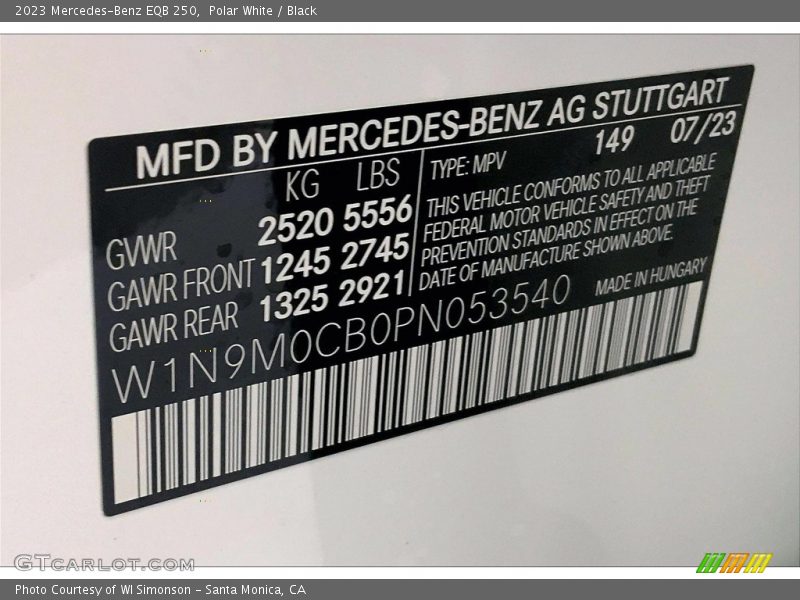 2023 Mercedes-Benz EQB 250, Polar White / Black
MFD BY MERCEDES-BENZ AG STUTTGART
KG LBS
GVWR 2520 5556
GAWR FRONT 1245 2745
GAWR REAR 1325 2921
TYPE: MPV 149 07/23
THIS VEHICLE CONFORMS TO ALL APPLICABLE
FEDERAL MOTOR VEHICLE SAFETY AND THEFT
PREVENTION STANDARDS IN EFFECT ON THE
DATE OF MANUFACTURE SHOWN ABOVE.
W1N9M0CB0PN053540 MADE IN HUNGARY
GTCARLOT.COM
Photo Courtesy of WI Simonson - Santa Monica, CA